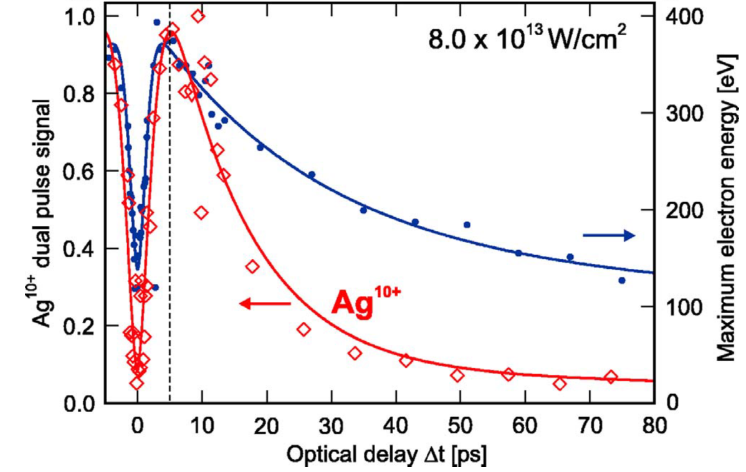 8.0 x 10¹³ W/cm²
Ag¹⁰⁺ dual pulse signal
1.0
0.8
0.6
0.4
0.2
0.0
Ag¹⁰⁺
400
300
200
100
0
Maximum electron energy [eV]
0 10 20 30 40 50 60 70 80
Optical delay Δt [ps]